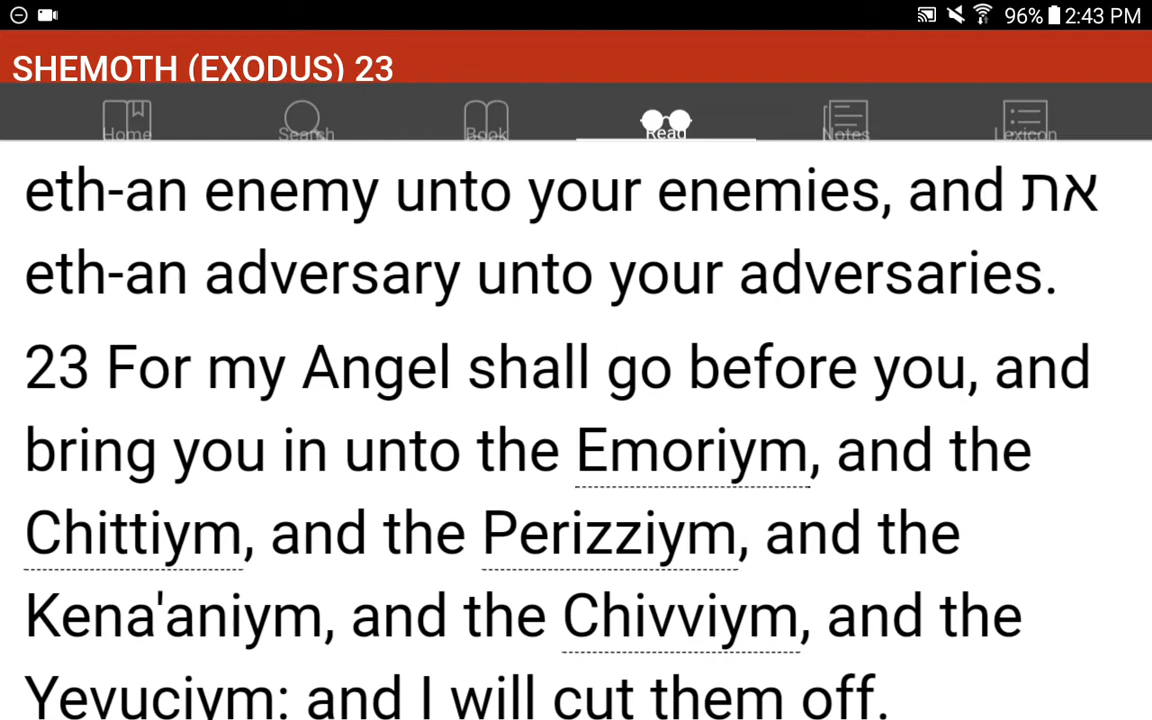 96% 2:43 PM
SHEMOTH (EXODUS) 23
Home Search Book Read Notes Lexicon
eth-an enemy unto your enemies, and את
eth-an adversary unto your adversaries.
23 For my Angel shall go before you, and
bring you in unto the Emoriym, and the
Chittiym, and the Perizziym, and the
Kena'aniym, and the Chivviym, and the
Yevuciym: and I will cut them off.